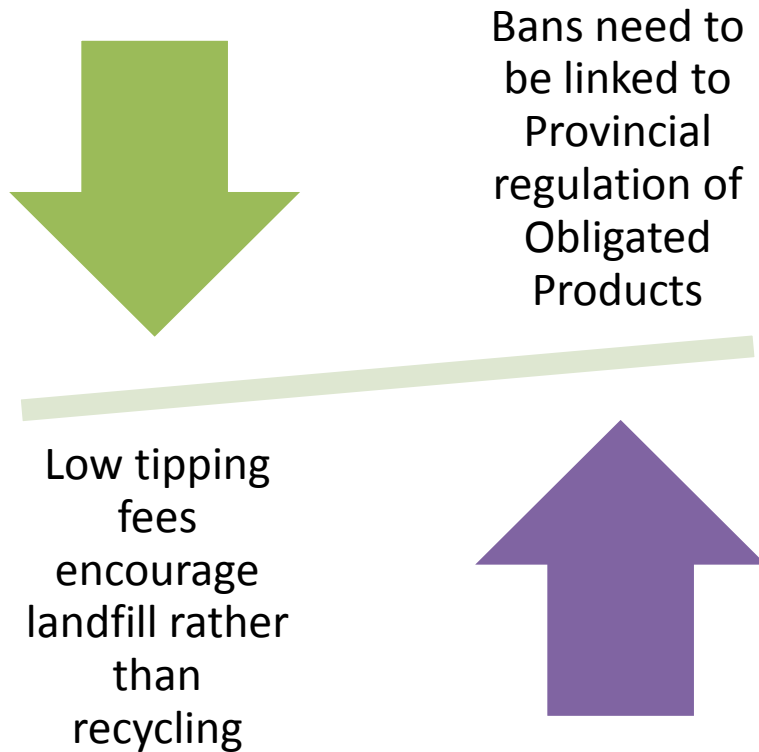 Bans need to
be linked to
Provincial
regulation of
Obligated
Products
Low tipping
fees
encourage
landfill rather
than
recycling